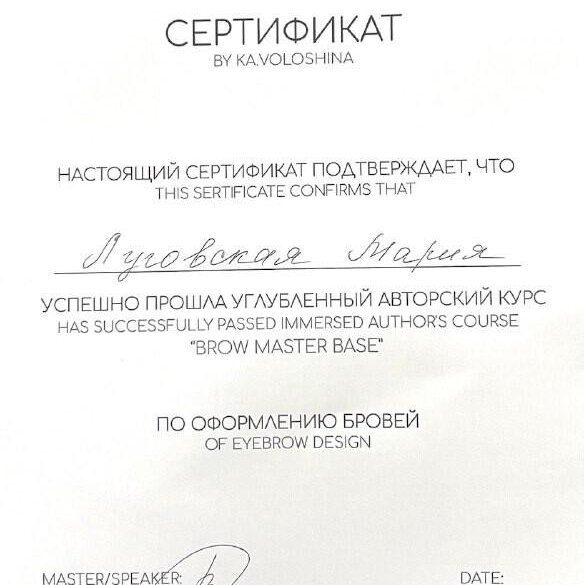 СЕРТИФИКАТ
BY KA.VOLOSHINA
НАСТОЯЩИЙ СЕРТИФИКАТ ПОДТВЕРЖДАЕТ, ЧТО
THIS SERTIFICATE CONFIRMS THAT
Луговская Мария
УСПЕШНО ПРОШЛА УГЛУБЛЕННЫЙ АВТОРСКИЙ КУРС
HAS SUCCESSFULLY PASSED IMMERSED AUTHOR'S COURSE
"BROW MASTER BASE"
ПО ОФОРМЛЕНИЮ БРОВЕЙ
OF EYEBROW DESIGN
MASTER/SPEAKER: DATE: